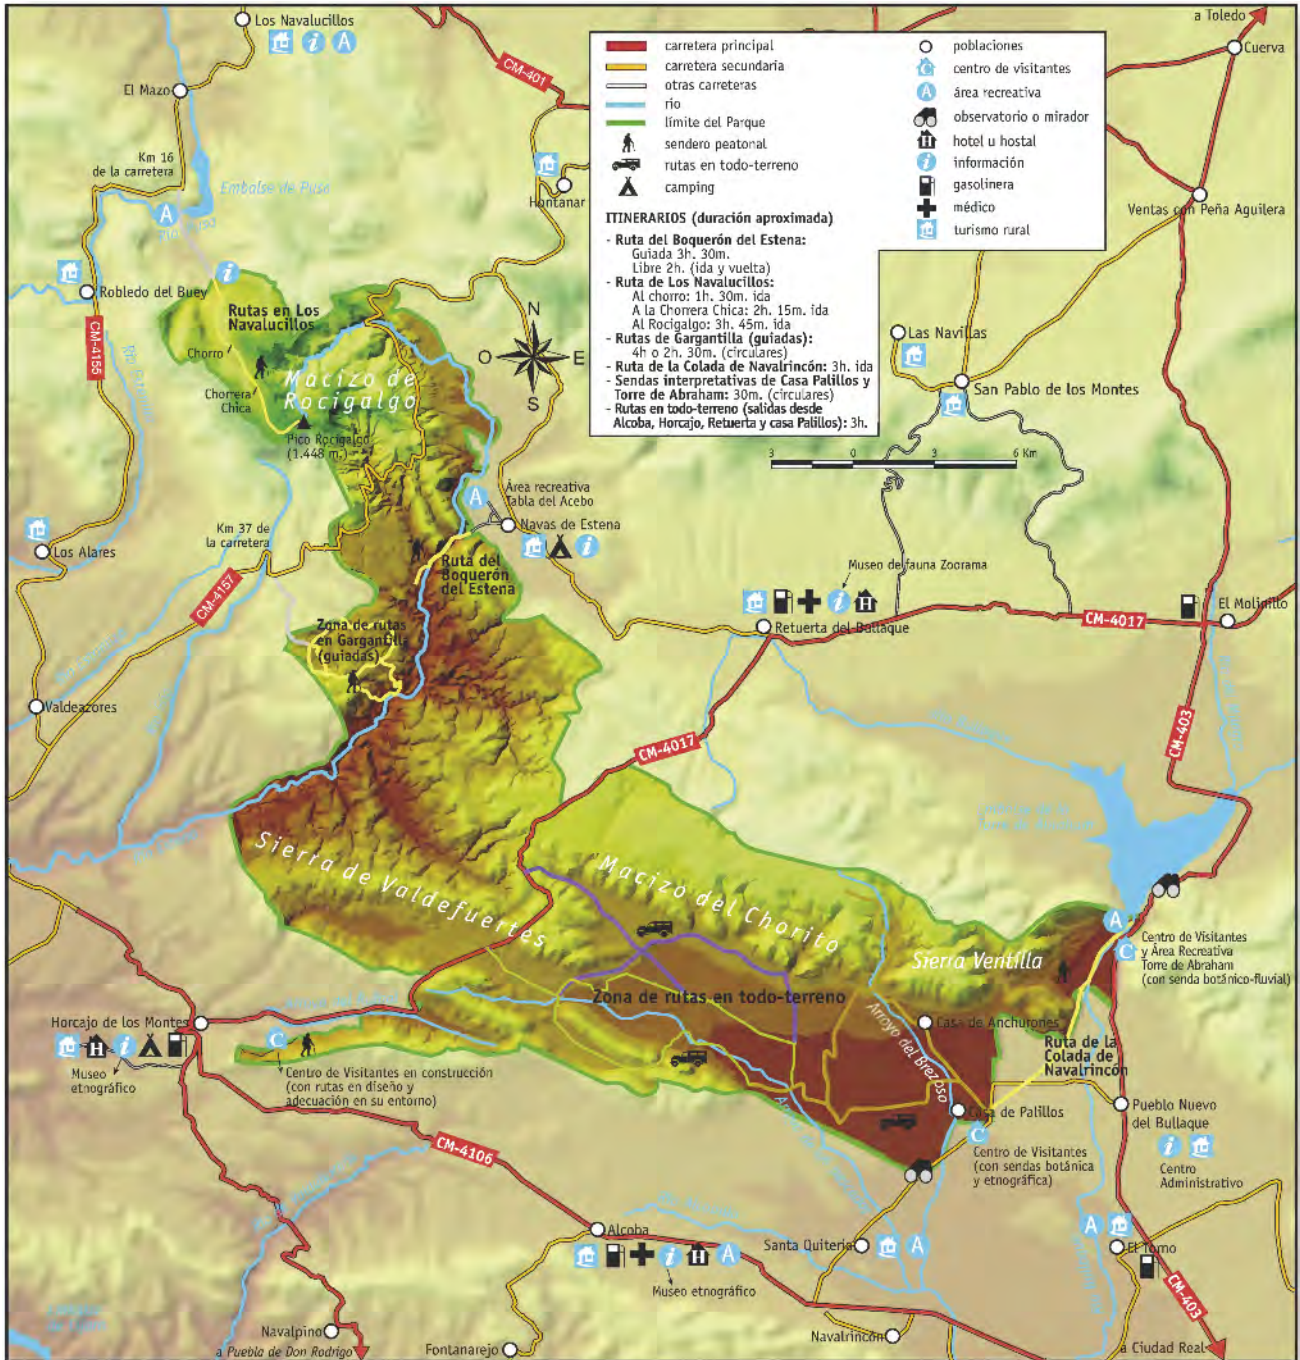 a Toledo
Los Navalucillos
Cuerva
CM-401
El Mazo
Km 16
de la carretera
Embalse de Pusa
Hontanar
Ventas con Peña Aguilera
carretera principal
carretera secundaria
otras carreteras
río
límite del Parque
sendero peatonal
rutas en todo-terreno
camping
poblaciones
centro de visitantes
área recreativa
observatorio o mirador
hotel u hostal
información
gasolinera
médico
turismo rural
ITINERARIOS (duración aproximada)
- Ruta del Boquerón del Estena:
Guiada 3h. 30m.
Libre 2h. (ida y vuelta)
- Ruta de Los Navalucillos:
Al chorro: 1h. 30m. ida
A la Chorrera Chica: 2h. 15m. ida
Al Rocigalgo: 3h. 45m. ida
- Rutas de Gargantilla (guiadas):
4h o 2h. 30m. (circulares)
- Ruta de la Colada de Navalrincón: 3h. ida
- Sendas interpretativas de Casa Palillos y
Torre de Abraham: 30m. (circulares)
- Rutas en todo-terreno (salidas desde
Alcoba, Horcajo, Retuerta y casa Palillos): 3h.
3 0 3 6 Km
N
O E
S
Robledo del Buey
CM-4155
Rutas en Los
Navalucillos
Chorro
Chorrera
Chica
Macizo de
Rocigalgo
Pico Rocigalgo
(1.448 m.)
Las Navillas
San Pablo de los Montes
Área recreativa
Tabla del Acebo
Navas de Estena
Km 37 de
la carretera
Los Alares
CM-4157
Ruta del
Boquerón
del Estena
Museo de fauna Zoorama
Retuerta del Bullaque
CM-4017
El Molinillo
Zona de rutas
en Gargantilla
(guiadas)
Valdeazores
CM-4017
CM-403
Sierra de Valdefuertes
Macizo del Chorito
Sierra Ventilla
Centro de Visitantes
y Área Recreativa
Torre de Abraham
(con senda botánico-fluvial)
Zona de rutas en todo-terreno
Arroyo del Brezoso
Casa de Anchurones
Horcajo de los Montes
Museo
etnográfico
Centro de Visitantes en construcción
(con rutas en diseño y
adecuación en su entorno)
Ruta de la
Colada de
Navalrincón
Casa de Palillos
Pueblo Nuevo
del Bullaque
Centro
Administrativo
Centro de Visitantes
(con sendas botánica
y etnográfica)
CM-4106
Alcoba
Museo etnográfico
Santa Quiteria
El Torno
CM-403
Navalpino
a Puebla de Don Rodrigo
Fontanarejo
Navalrincón
a Ciudad Real